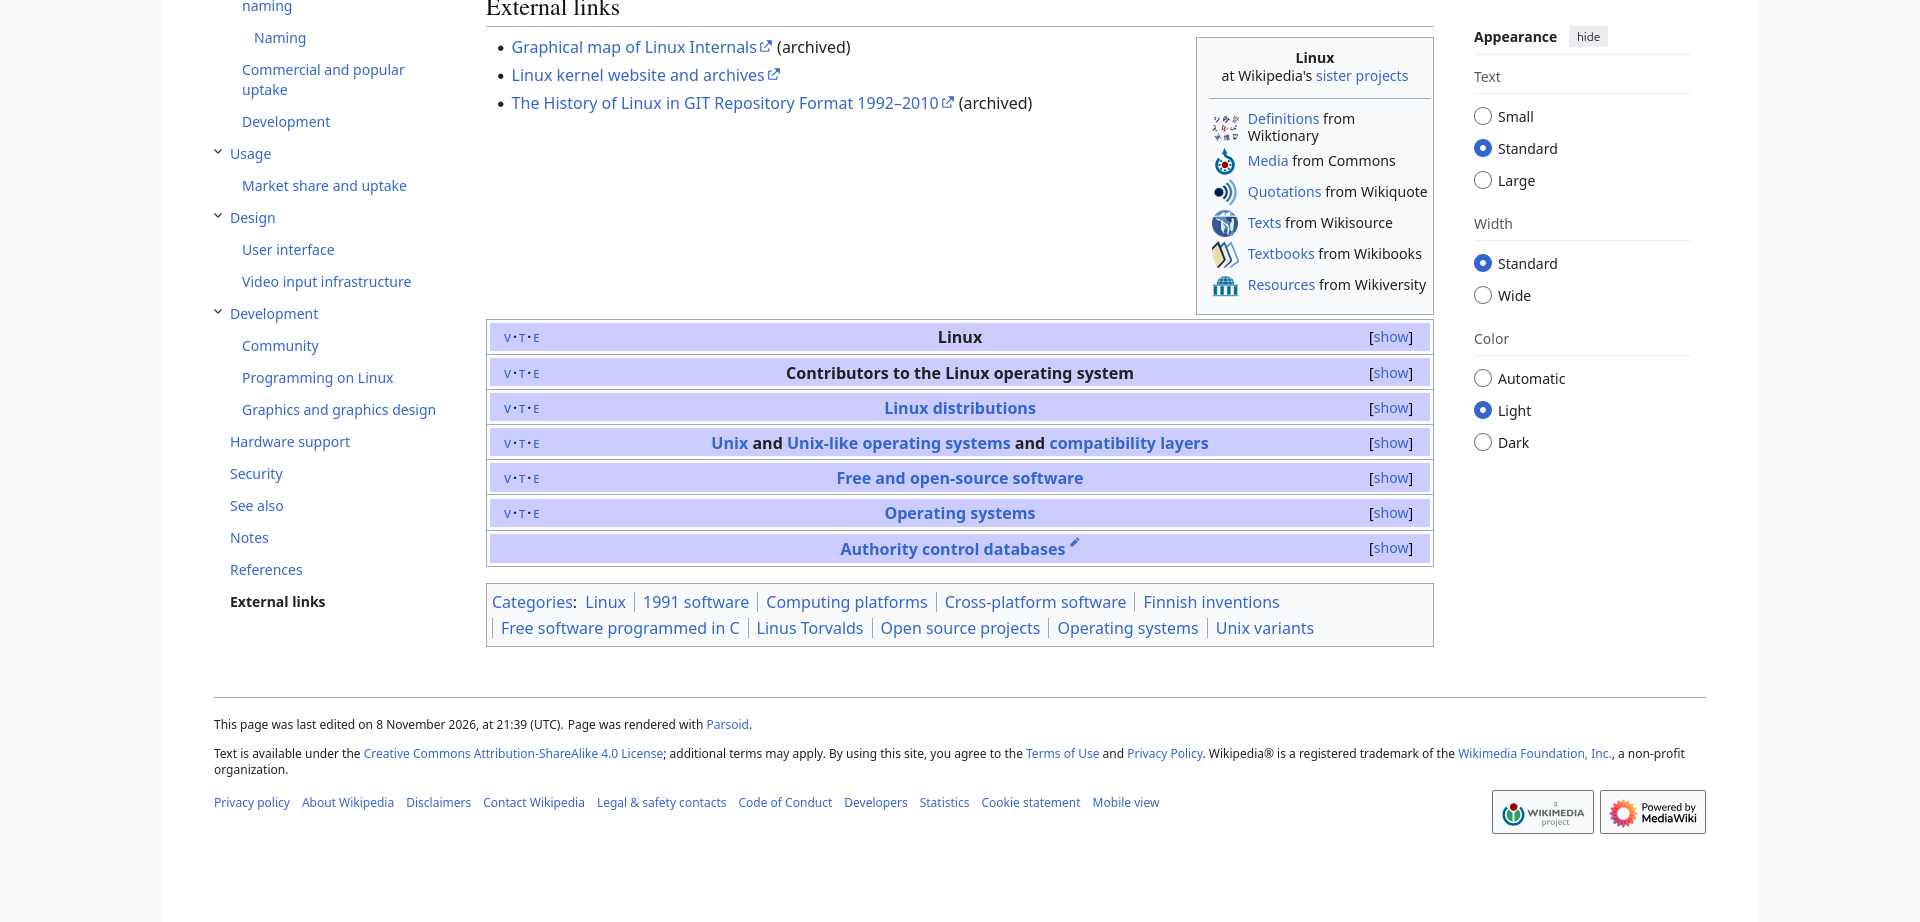 naming
Naming
Commercial and popular
uptake
Development
Usage
Market share and uptake
Design
User interface
Video input infrastructure
Development
Community
Programming on Linux
Graphics and graphics design
Hardware support
Security
See also
Notes
References
External links
External links
Graphical map of Linux Internals (archived)
Linux kernel website and archives
The History of Linux in GIT Repository Format 1992–2010 (archived)
Linux
at Wikipedia's sister projects
Definitions from
Wiktionary
Media from Commons
Quotations from Wikiquote
Texts from Wikisource
Textbooks from Wikibooks
Resources from Wikiversity
V·T·E Linux [show]
V·T·E Contributors to the Linux operating system [show]
V·T·E Linux distributions [show]
V·T·E Unix and Unix-like operating systems and compatibility layers [show]
V·T·E Free and open-source software [show]
V·T·E Operating systems [show]
Authority control databases [show]
Categories: Linux | 1991 software | Computing platforms | Cross-platform software | Finnish inventions
| Free software programmed in C | Linus Torvalds | Open source projects | Operating systems | Unix variants
Appearance hide
Text
Small
Standard
Large
Width
Standard
Wide
Color
Automatic
Light
Dark
This page was last edited on 8 November 2026, at 21:39 (UTC). Page was rendered with Parsoid.
Text is available under the Creative Commons Attribution-ShareAlike 4.0 License; additional terms may apply. By using this site, you agree to the Terms of Use and Privacy Policy. Wikipedia® is a registered trademark of the Wikimedia Foundation, Inc., a non-profit
organization.
Privacy policy About Wikipedia Disclaimers Contact Wikipedia Legal & safety contacts Code of Conduct Developers Statistics Cookie statement Mobile view
a
WIKIMEDIA
project
Powered by
MediaWiki